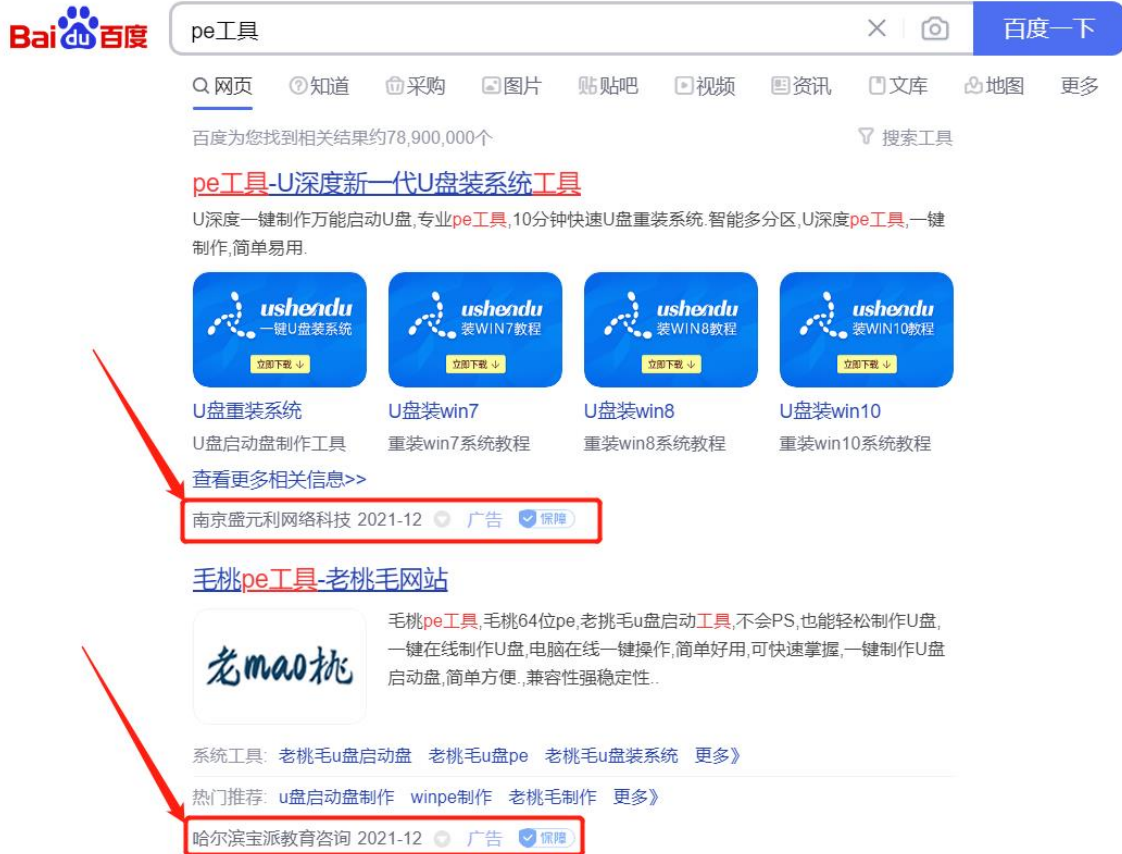 Bai du 百度 pe工具 百度一下
网页 知道 采购 图片 贴吧 视频 资讯 文库 地图 更多
百度为您找到相关结果约78,900,000个 搜索工具
pe工具-U深度新一代U盘装系统工具
U深度一键制作万能启动U盘,专业pe工具,10分钟快速U盘重装系统.智能多分区,U深度pe工具,一键
制作,简单易用.
ushendu ushendu ushendu ushendu
一键U盘装系统 装WIN7教程 装WIN8教程 装WIN10教程
立即下载 立即下载 立即下载 立即下载
U盘重装系统 U盘装win7 U盘装win8 U盘装win10
U盘启动盘制作工具 重装win7系统教程 重装win8系统教程 重装win10系统教程
查看更多相关信息>>
南京盛元利网络科技 2021-12 广告 保障
毛桃pe工具-老桃毛网站
毛桃pe工具,毛桃64位pe,老挑毛u盘启动工具,不会PS,也能轻松制作U盘,
一键在线制作U盘,电脑在线一键操作,简单好用,可快速掌握,一键制作U盘
启动盘,简单方便.,兼容性强稳定性..
老mao桃
系统工具: 老桃毛u盘启动盘 老桃毛u盘pe 老桃毛u盘装系统 更多》
热门推荐: u盘启动盘制作 winpe制作 老桃毛制作 更多》
哈尔滨宝派教育咨询 2021-12 广告 保障